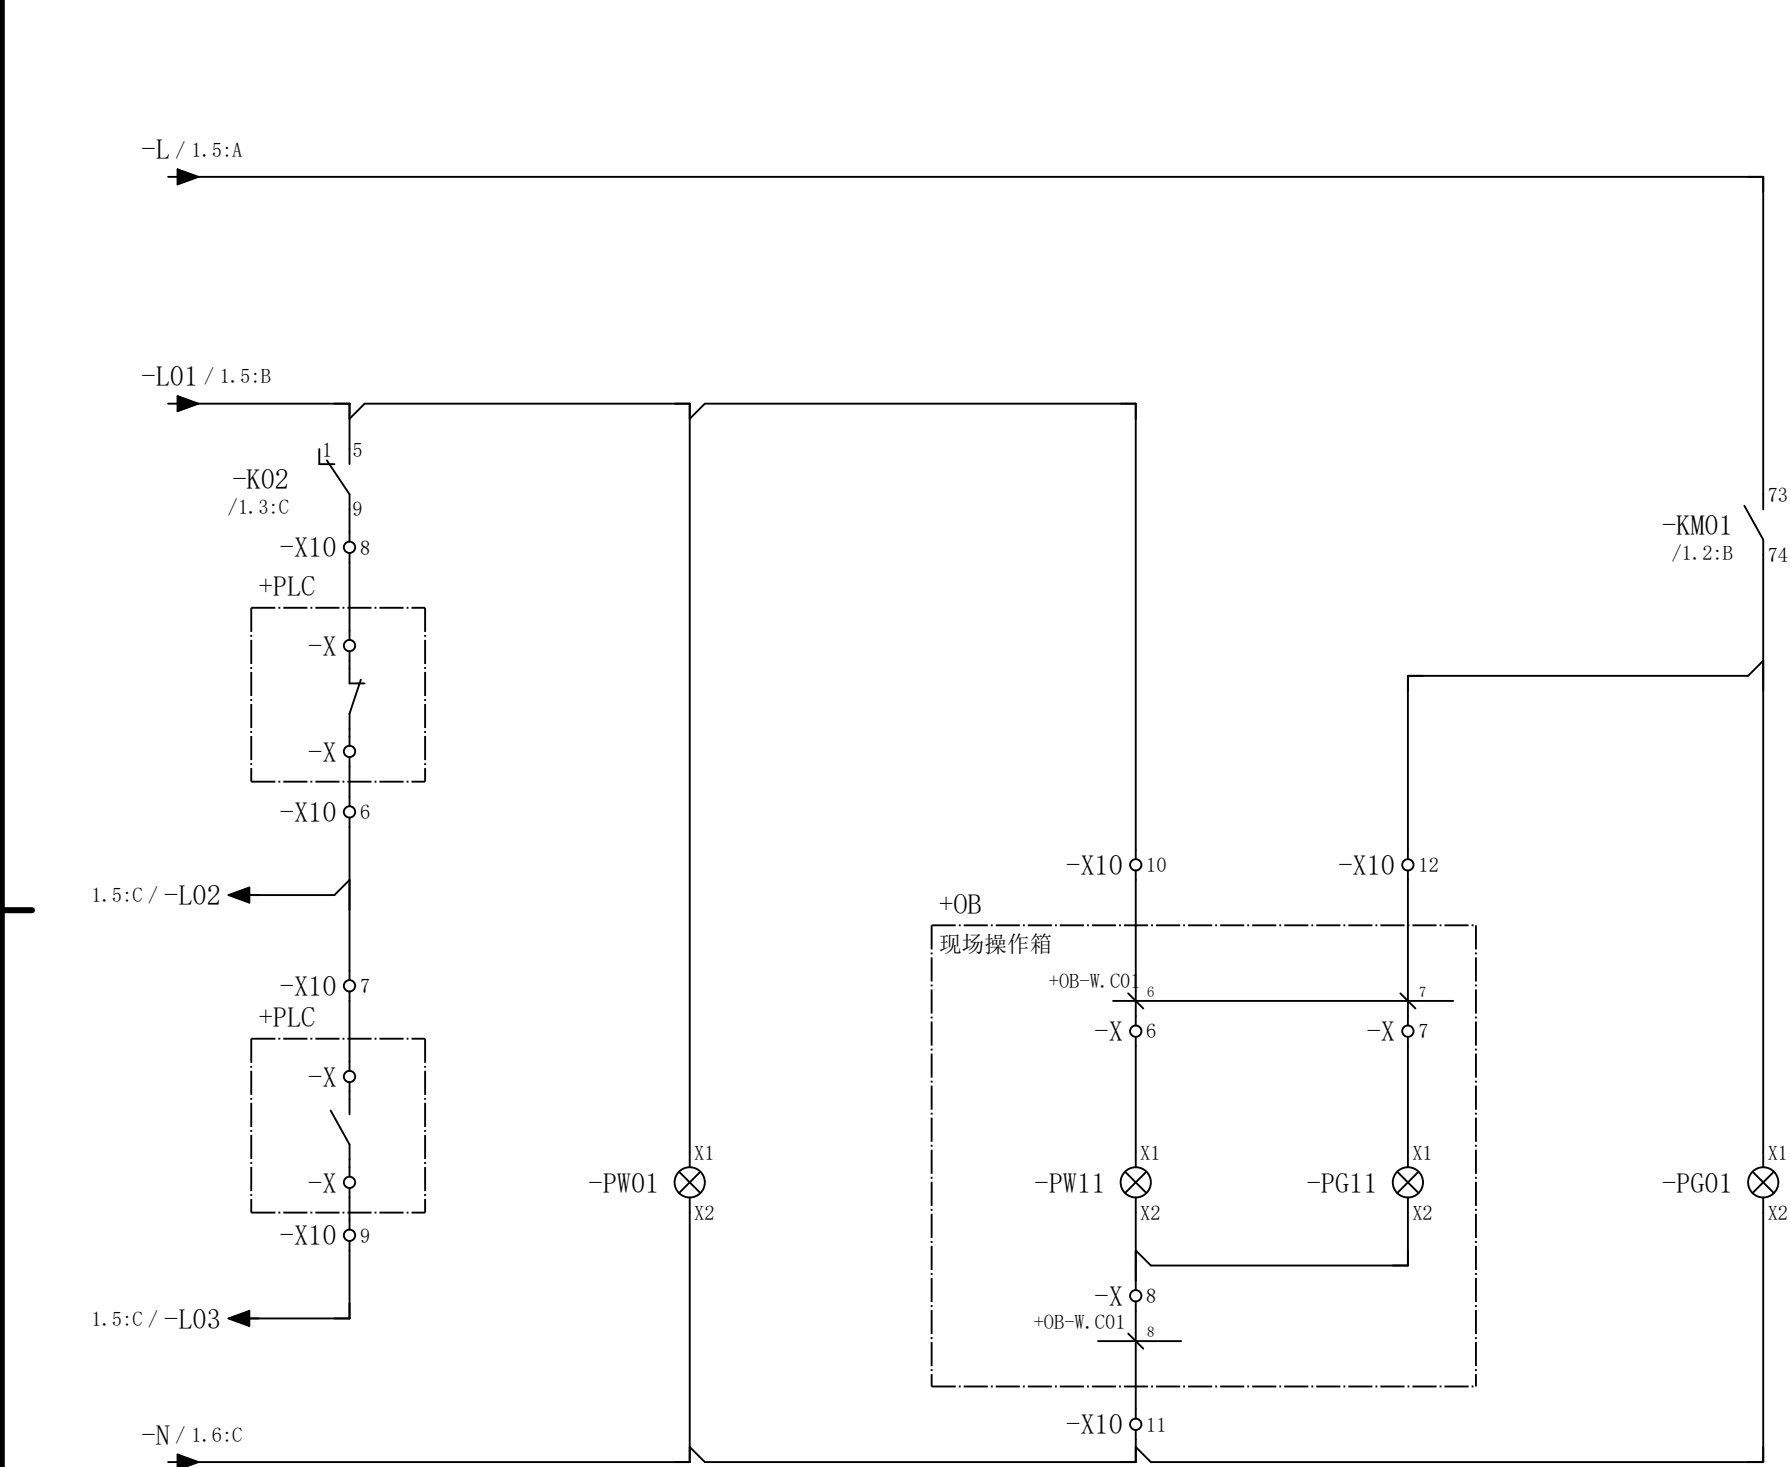 -L / 1.5:A
-L01 / 1.5:B
1 5
-K02
/1.3:C
9
-X10 8
+PLC
-X
-X
-X10 6
1.5:C / -L02
-X10 7
+PLC
-X
-X
-X10 9
1.5:C / -L03
-N / 1.6:C
-PW01
X1
X2
-X10 10
-X10 12
+OB
现场操作箱
+OB-W.C01 6 7
-X 6
-X 7
-PW11
X1
X2
-PG11
X1
X2
-X 8
+OB-W.C01 8
-X10 11
73
-KM01
/1.2:B
74
-PG01
X1
X2